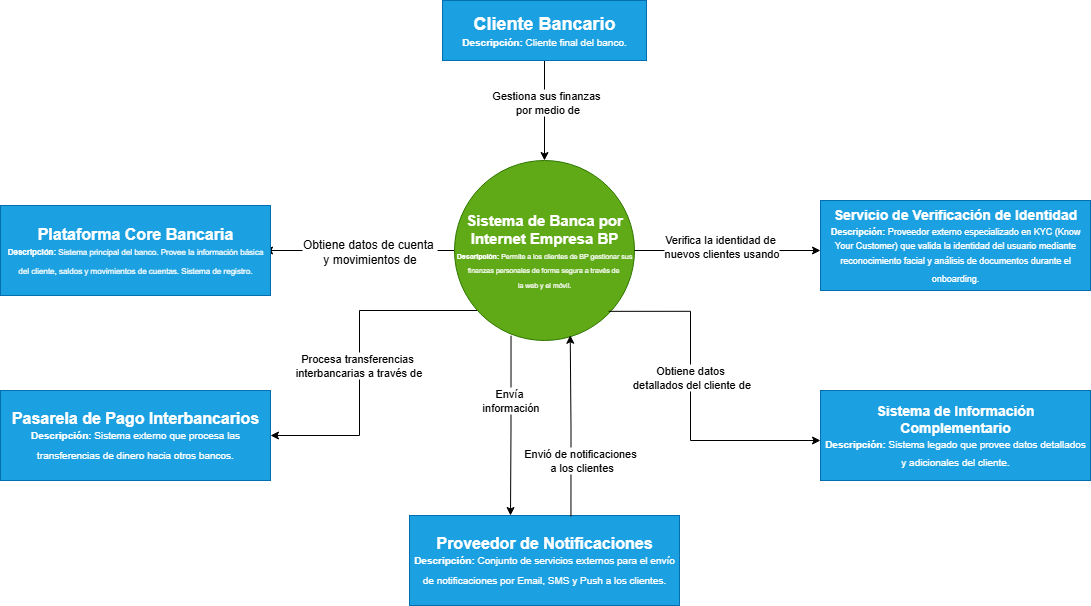 Cliente Bancario
Descripción: Cliente final del banco.
Gestiona sus finanzas
por medio de
Sistema de Banca por
Internet Empresa BP
Descripción: Permite a los clientes de BP gestionar sus
finanzas personales de forma segura a través de
la web y el móvil.
Plataforma Core Bancaria
Descripción: Sistema principal del banco. Provee la información básica
del cliente, saldos y movimientos de cuentas. Sistema de registro.
Obtiene datos de cuenta
y movimientos de
Verifica la identidad de
nuevos clientes usando
Servicio de Verificación de Identidad
Descripción: Proveedor externo especializado en KYC (Know
Your Customer) que valida la identidad del usuario mediante
reconocimiento facial y análisis de documentos durante el
onboarding.
Procesa transferencias
interbancarias a través de
Pasarela de Pago Interbancarios
Descripción: Sistema externo que procesa las
transferencias de dinero hacia otros bancos.
Envía
información
Envió de notificaciones
a los clientes
Obtiene datos
detallados del cliente de
Sistema de Información
Complementario
Descripción: Sistema legado que provee datos detallados
y adicionales del cliente.
Proveedor de Notificaciones
Descripción: Conjunto de servicios externos para el envío
de notificaciones por Email, SMS y Push a los clientes.